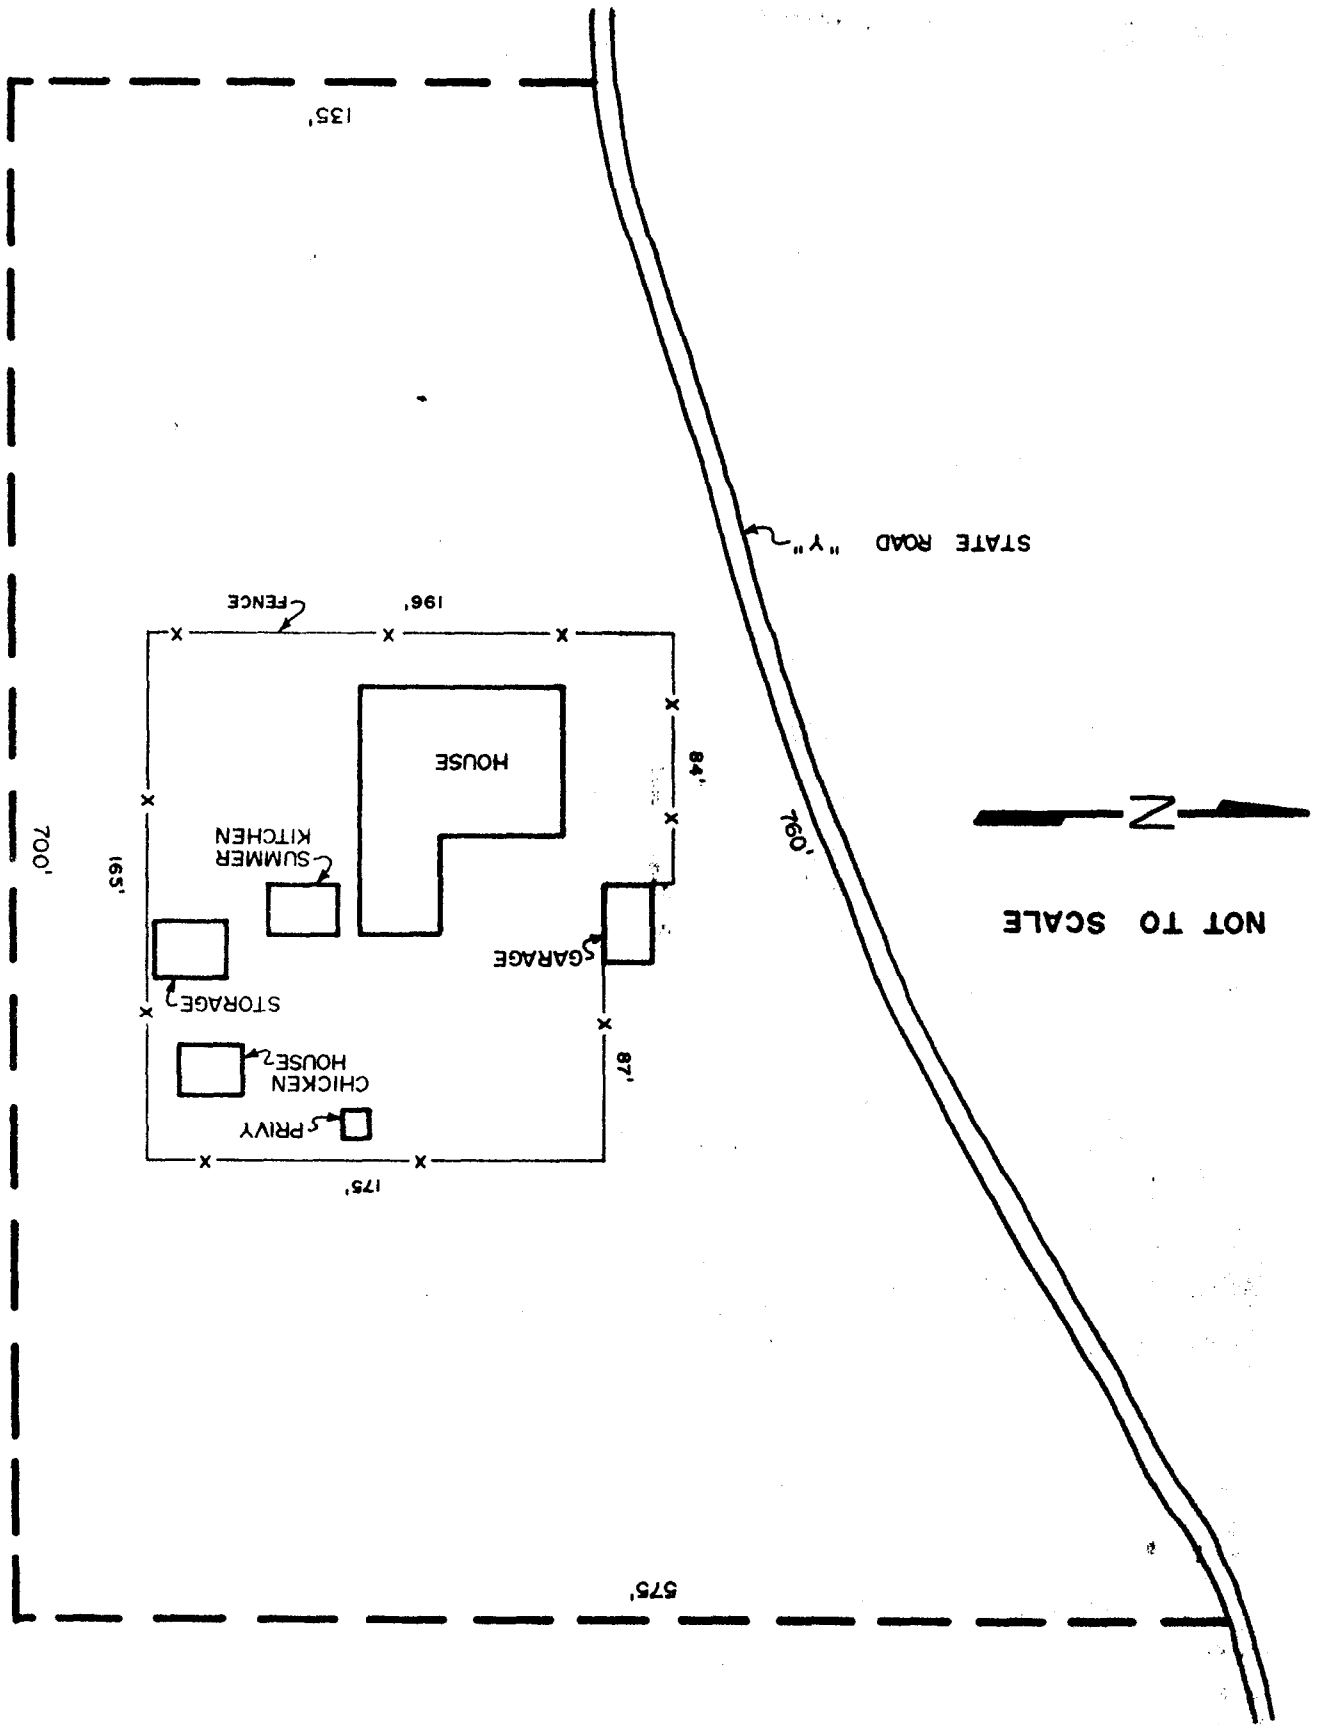 575'
175'
PRIVY
CHICKEN
HOUSE
87'
STORAGE
GARAGE
NOT TO SCALE
N
165'
SUMMER
KITCHEN
700'
760'
HOUSE
84'
196'
FENCE
STATE ROAD "Y"
135'